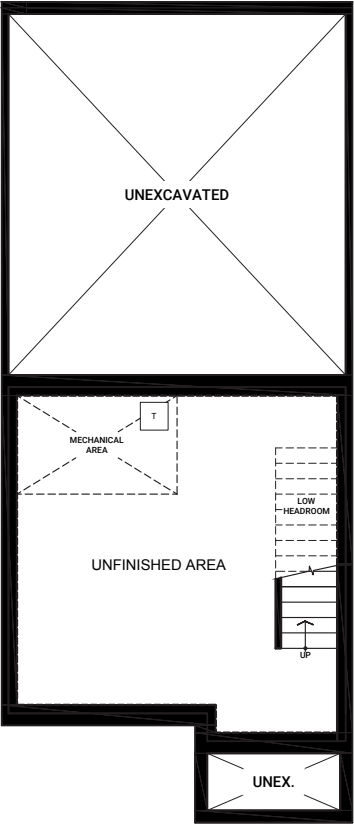 UNEXCAVATED
T
MECHANICAL
AREA
LOW
HEADROOM
UNFINISHED AREA
UP
UNEX.